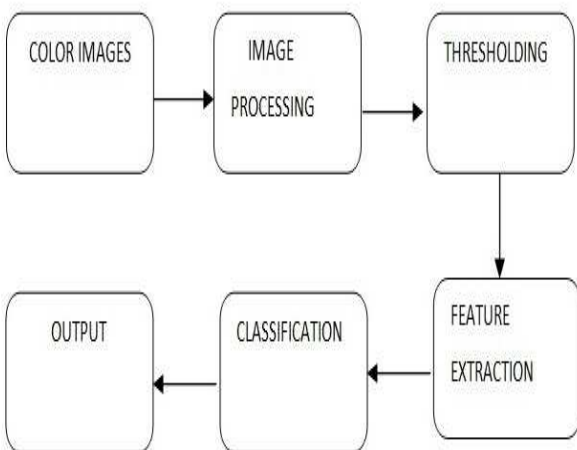 COLOR IMAGES
IMAGE
PROCESSING
THRESHOLDING
FEATURE
EXTRACTION
CLASSIFICATION
OUTPUT